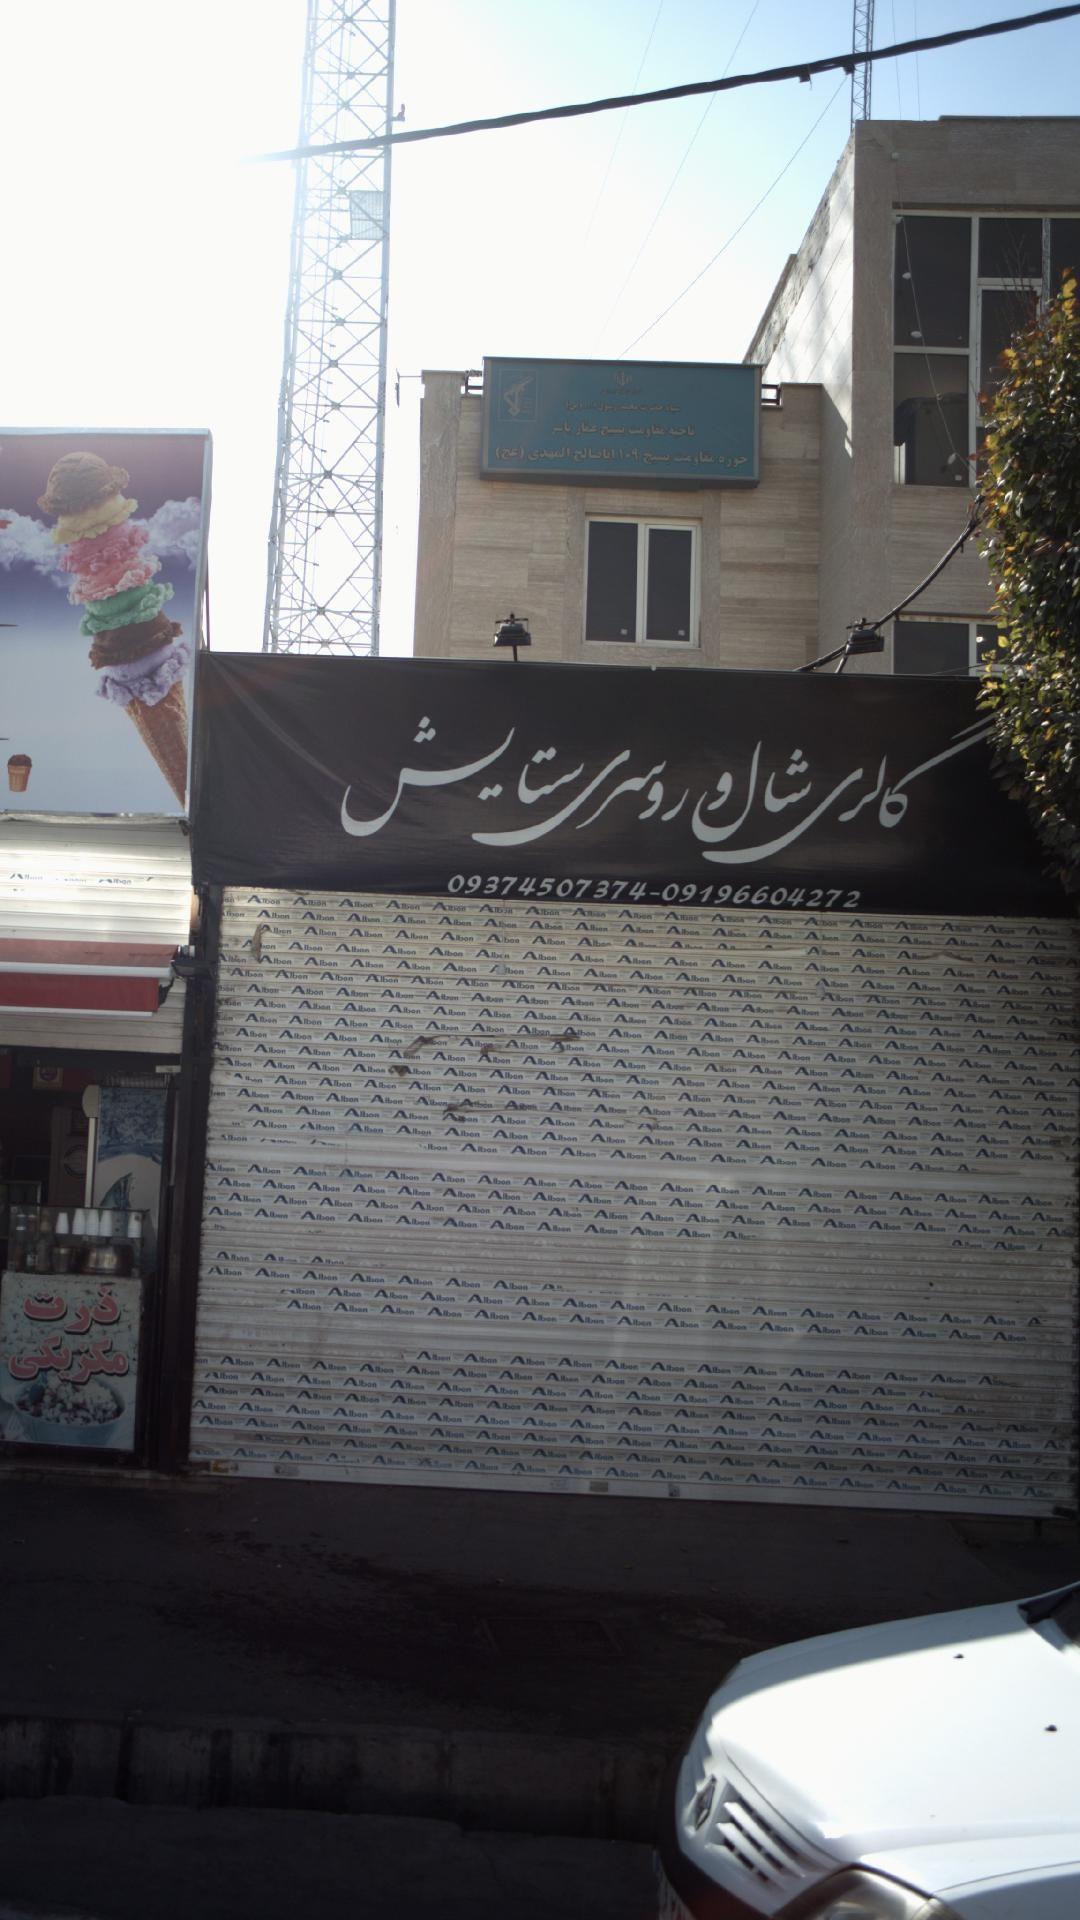 ناحیه مقاومت بسیج عمار یاسر
حوزه مقاومت بسیج ۱۰۹ اباصالح المهدی (عج)
گالری شال و روسری ستایش
09374507374-09196604272
Albon
ذرت
مکزیکی